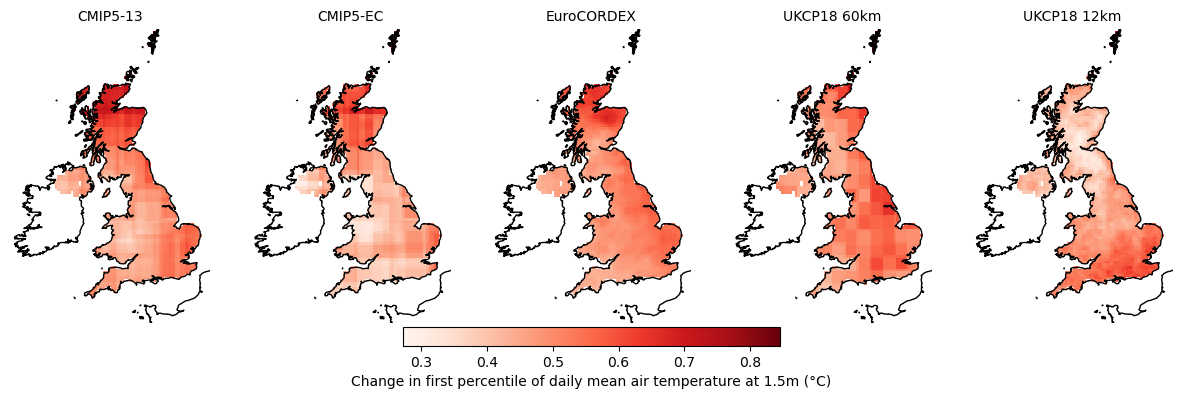 CMIP5-13 CMIP5-EC EuroCORDEX UKCP18 60km UKCP18 12km
0.3 0.4 0.5 0.6 0.7 0.8
Change in first percentile of daily mean air temperature at 1.5m (°C)